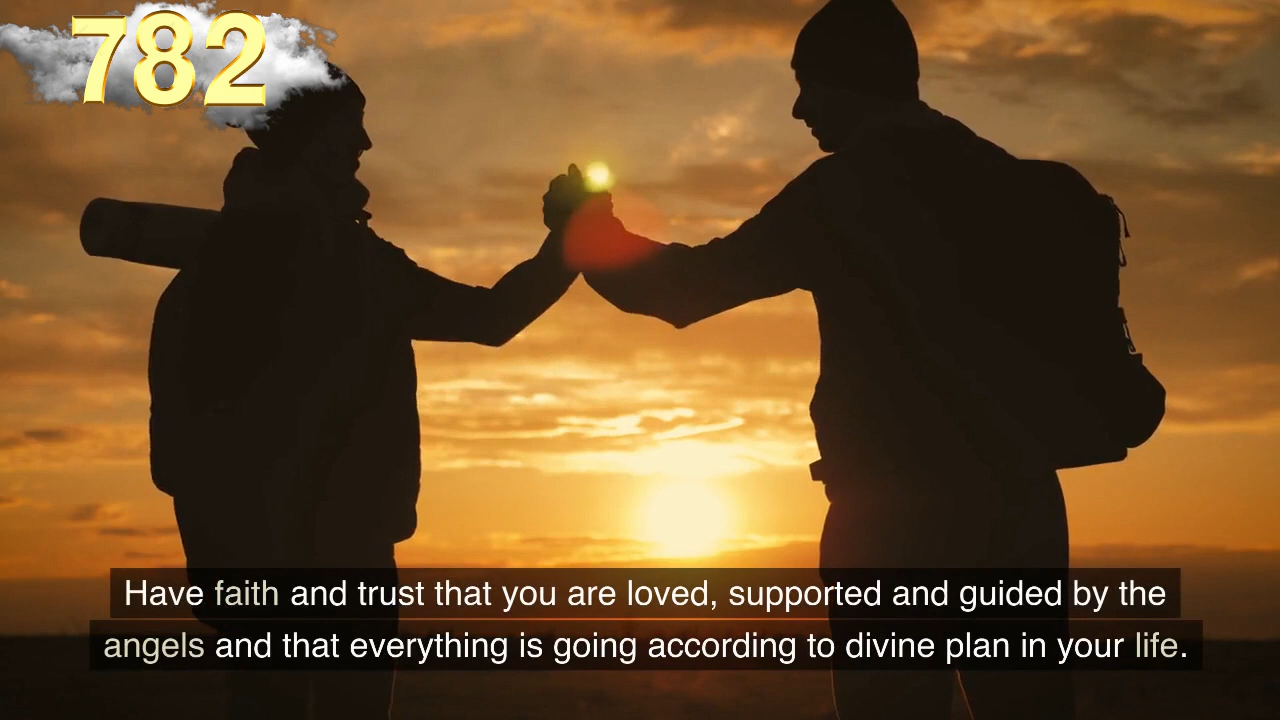 782
Have faith and trust that you are loved, supported and guided by the
angels and that everything is going according to divine plan in your life.